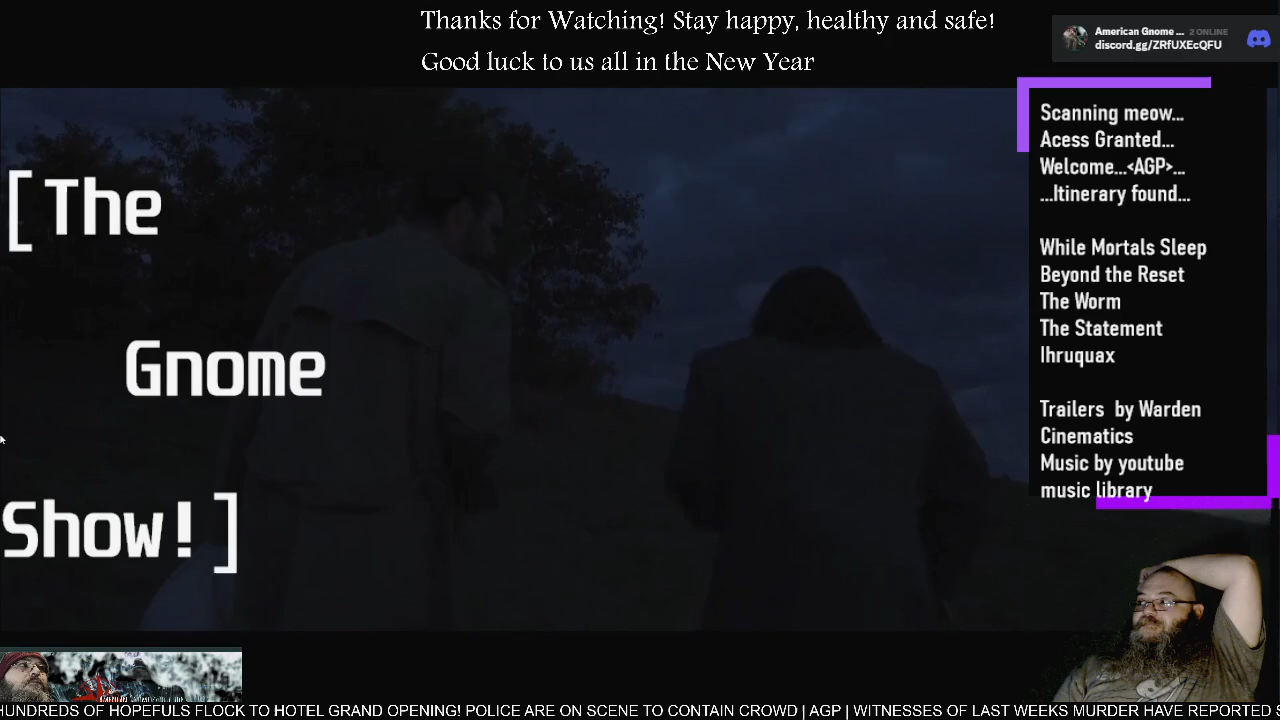 Thanks for Watching! Stay happy, healthy and safe!
Good luck to us all in the New Year
American Gnome ... 2 ONLINE
discord.gg/ZRfUXEcQFU
[The
Gnome
Show!]
Scanning meow...
Acess Granted...
Welcome...<AGP>...
...Itinerary found...
While Mortals Sleep
Beyond the Reset
The Worm
The Statement
Ihruquax
Trailers by Warden
Cinematics
Music by youtube
music library
HUNDREDS OF HOPEFULS FLOCK TO HOTEL GRAND OPENING! POLICE ARE ON SCENE TO CONTAIN CROWD | AGP | WITNESSES OF LAST WEEKS MURDER HAVE REPORTED